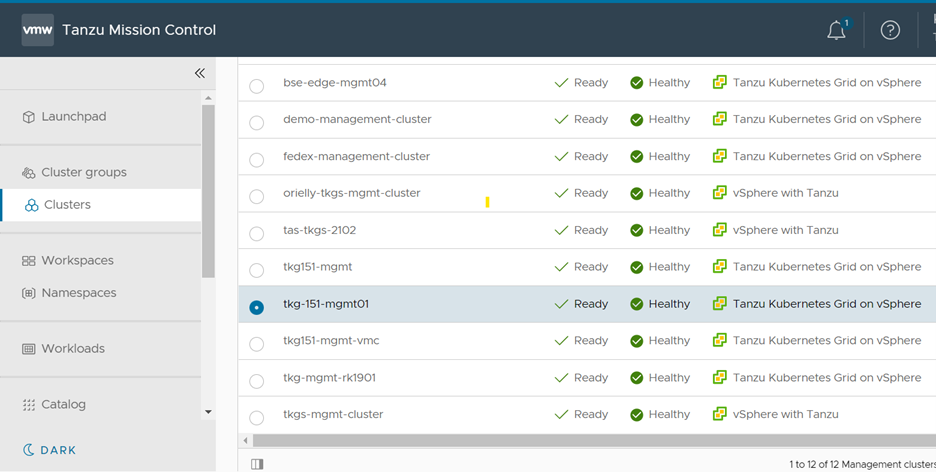 vmw Tanzu Mission Control 1
Launchpad
Cluster groups
Clusters
Workspaces
Namespaces
Workloads
Catalog
DARK
bse-edge-mgmt04 Ready Healthy Tanzu Kubernetes Grid on vSphere
demo-management-cluster Ready Healthy Tanzu Kubernetes Grid on vSphere
fedex-management-cluster Ready Healthy Tanzu Kubernetes Grid on vSphere
orielly-tkgs-mgmt-cluster Ready Healthy vSphere with Tanzu
tas-tkgs-2102 Ready Healthy vSphere with Tanzu
tkg151-mgmt Ready Healthy Tanzu Kubernetes Grid on vSphere
tkg-151-mgmt01 Ready Healthy Tanzu Kubernetes Grid on vSphere
tkg151-mgmt-vmc Ready Healthy Tanzu Kubernetes Grid on vSphere
tkg-mgmt-rk1901 Ready Healthy Tanzu Kubernetes Grid on vSphere
tkgs-mgmt-cluster Ready Healthy vSphere with Tanzu
1 to 12 of 12 Management clusters